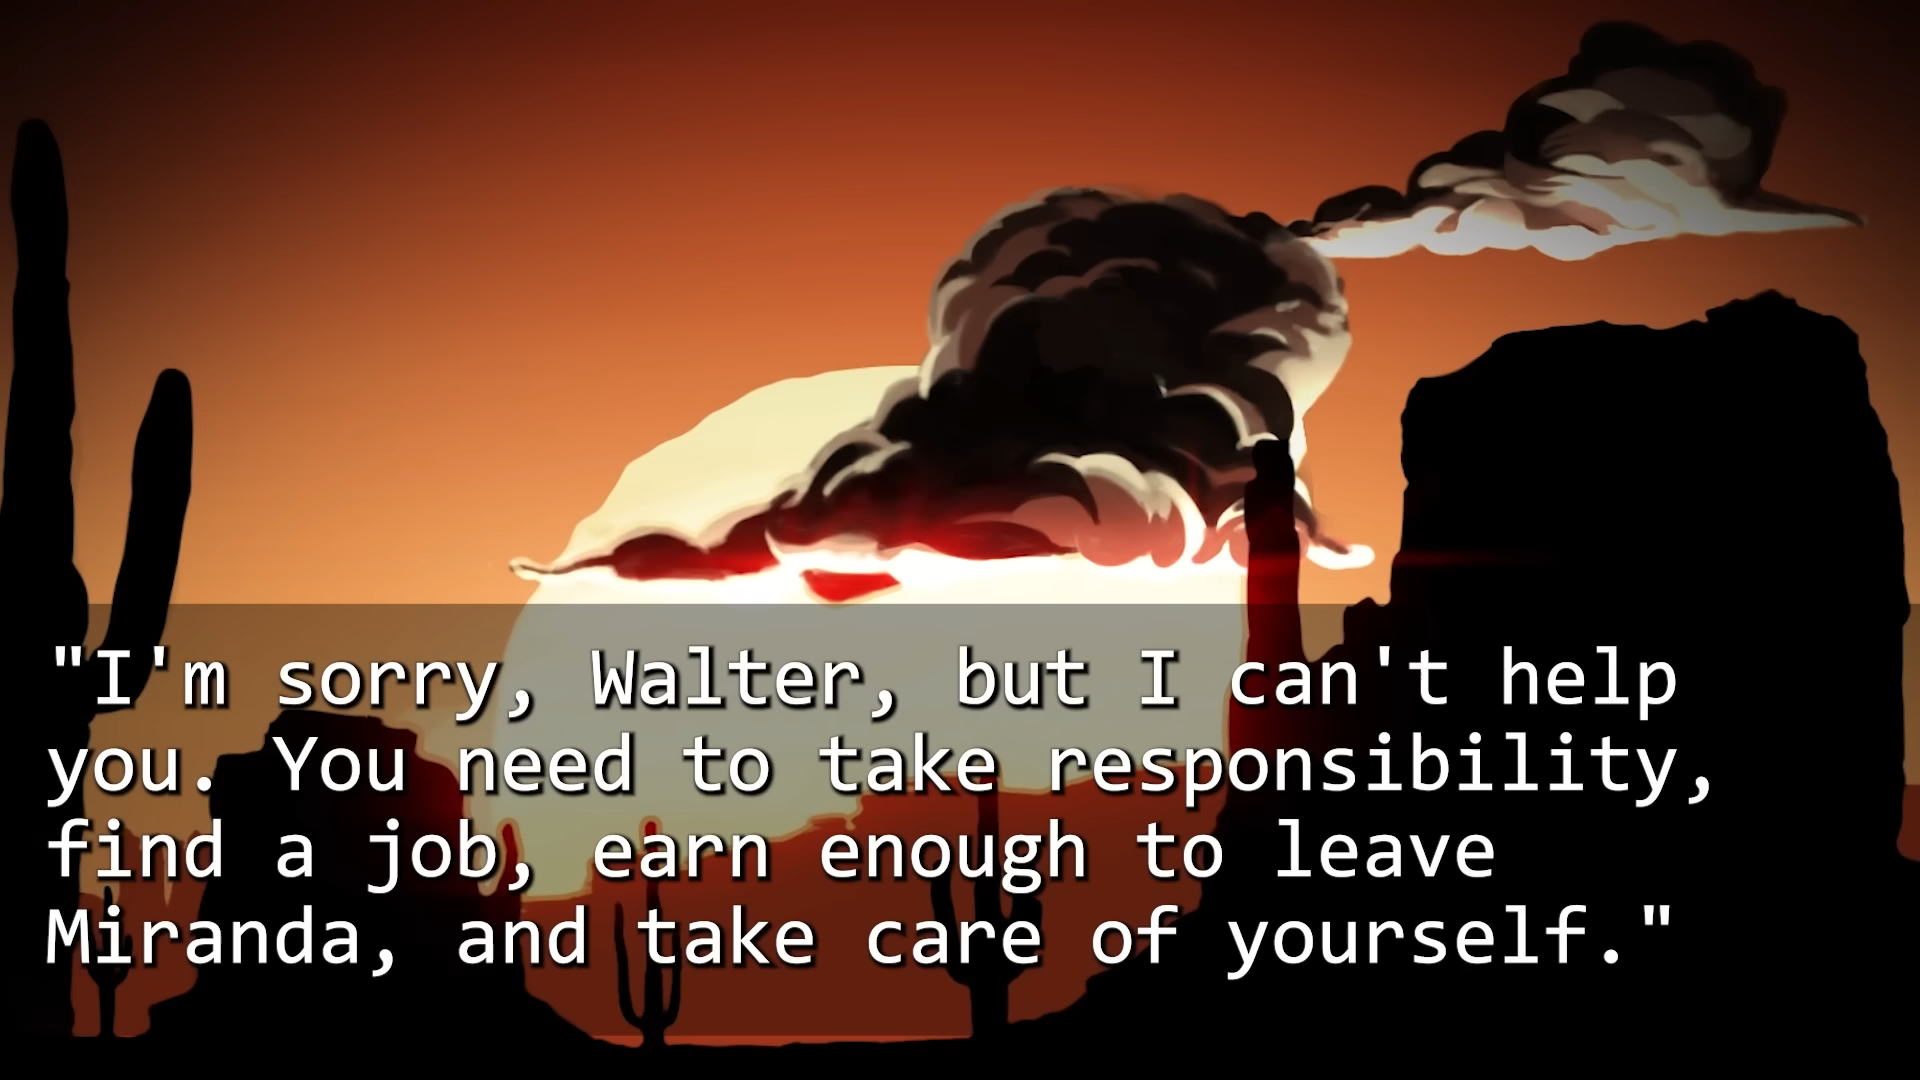 "I'm sorry, Walter, but I can't help
you. You need to take responsibility,
find a job, earn enough to leave
Miranda, and take care of yourself."